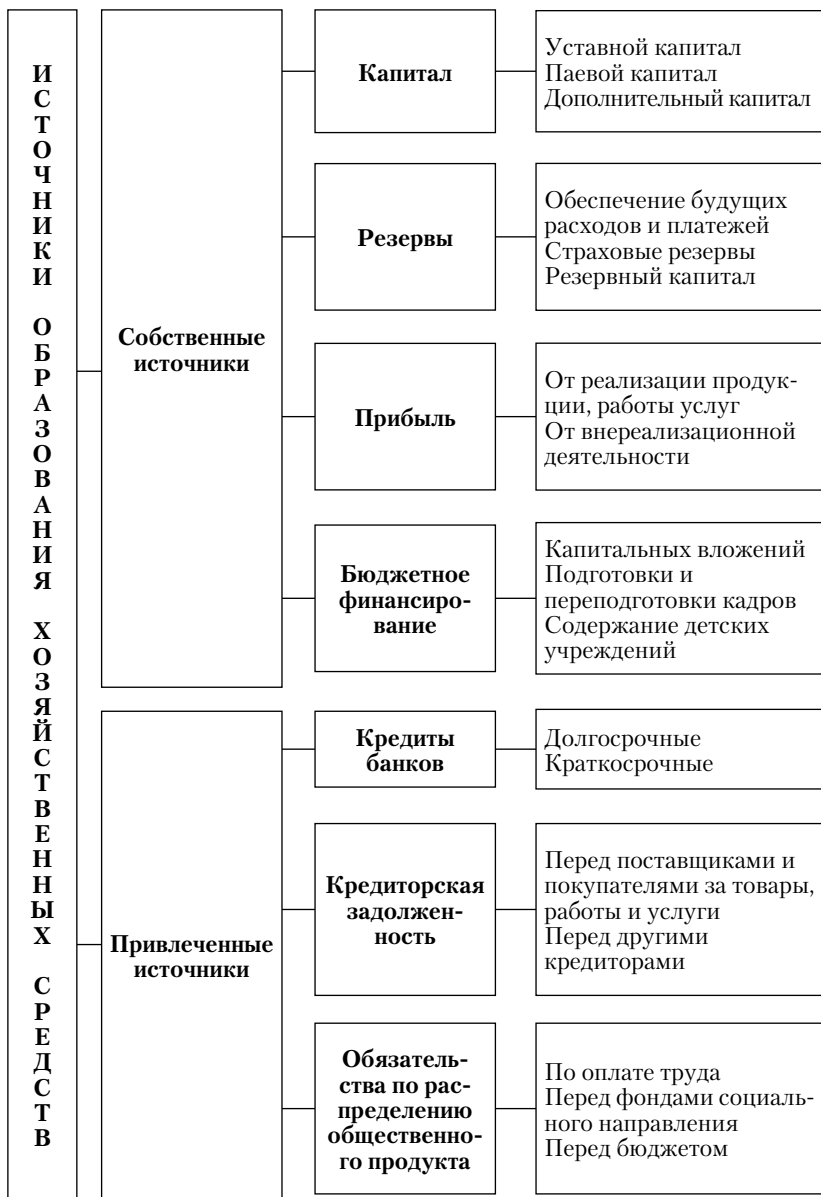 ИСТОЧНИКИ ОБРАЗОВАНИЯ ХОЗЯЙСТВЕННЫХ СРЕДСТВ
Собственные
источники
Капитал
Уставной капитал
Паевой капитал
Дополнительный капитал
Резервы
Обеспечение будущих
расходов и платежей
Страховые резервы
Резервный капитал
Прибыль
От реализации продук-
ции, работы услуг
От внереализационной
деятельности
Бюджетное
финансиро-
вание
Капитальных вложений
Подготовки и
переподготовки кадров
Содержание детских
учреждений
Привлеченные
источники
Кредиты
банков
Долгосрочные
Краткосрочные
Кредиторская
задолжен-
ность
Перед поставщиками и
покупателями за товары,
работы и услуги
Перед другими
кредиторами
Обязатель-
ства по рас-
пределению
общественно-
го продукта
По оплате труда
Перед фондами социаль-
ного направления
Перед бюджетом